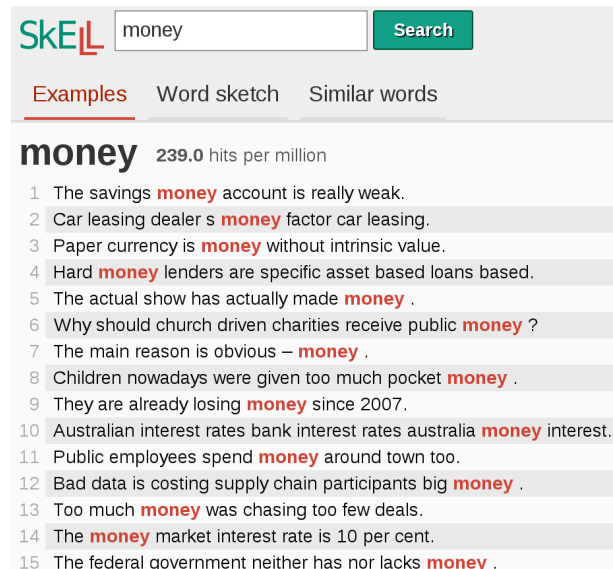 SkELL money Search
Examples Word sketch Similar words
money 239.0 hits per million
1 The savings money account is really weak.
2 Car leasing dealer s money factor car leasing.
3 Paper currency is money without intrinsic value.
4 Hard money lenders are specific asset based loans based.
5 The actual show has actually made money .
6 Why should church driven charities receive public money ?
7 The main reason is obvious – money .
8 Children nowadays were given too much pocket money .
9 They are already losing money since 2007.
10 Australian interest rates bank interest rates australia money interest.
11 Public employees spend money around town too.
12 Bad data is costing supply chain participants big money .
13 Too much money was chasing too few deals.
14 The money market interest rate is 10 per cent.
15 The federal government neither has nor lacks money .